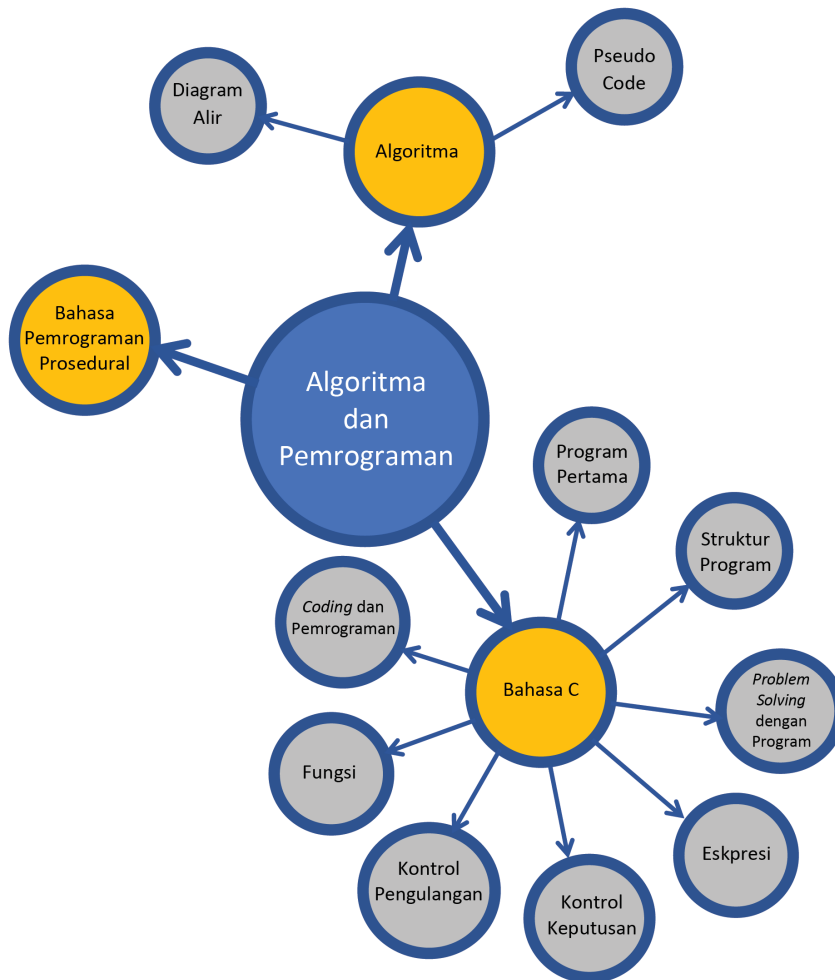 Pseudo
Code
Diagram
Alir
Algoritma
Bahasa
Pemrograman
Prosedural
Algoritma
dan
Pemrograman
Program
Pertama
Struktur
Program
Coding dan
Pemrograman
Bahasa C
Problem
Solving
dengan
Program
Fungsi
Eskpresi
Kontrol
Pengulangan
Kontrol
Keputusan